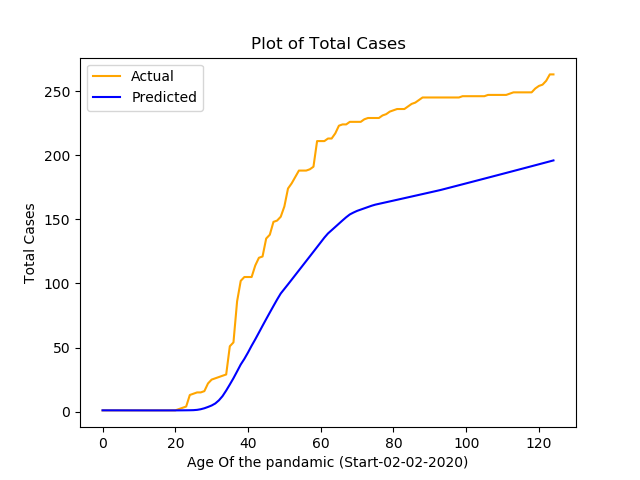 Plot of Total Cases
Actual
Predicted
250
200
150
100
50
0
Total Cases
0 20 40 60 80 100 120
Age Of the pandamic (Start-02-02-2020)